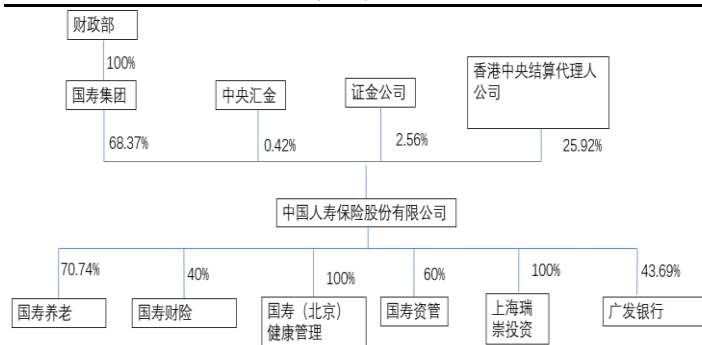 财政部
100%
国寿集团
中央汇金
证金公司
香港中央结算代理人
公司
68.37%
0.42%
2.56%
25.92%
中国人寿保险股份有限公司
70.74%
40%
100%
60%
100%
43.69%
国寿养老
国寿财险
国寿（北京）
健康管理
国寿资管
上海瑞
崇投资
广发银行